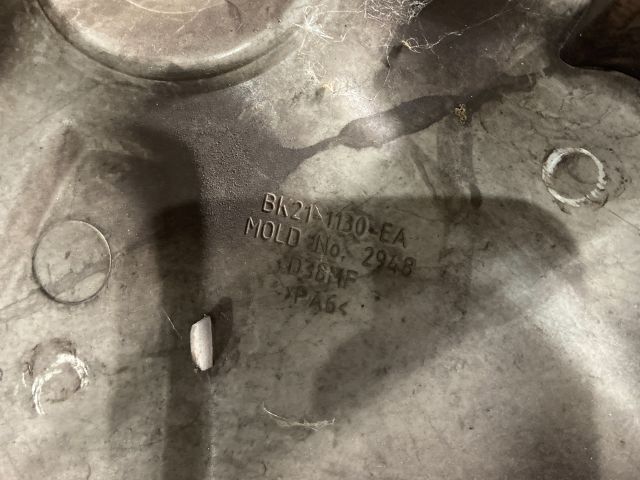 BK21-1130-EA
MOLD No. 2948
>PA6<